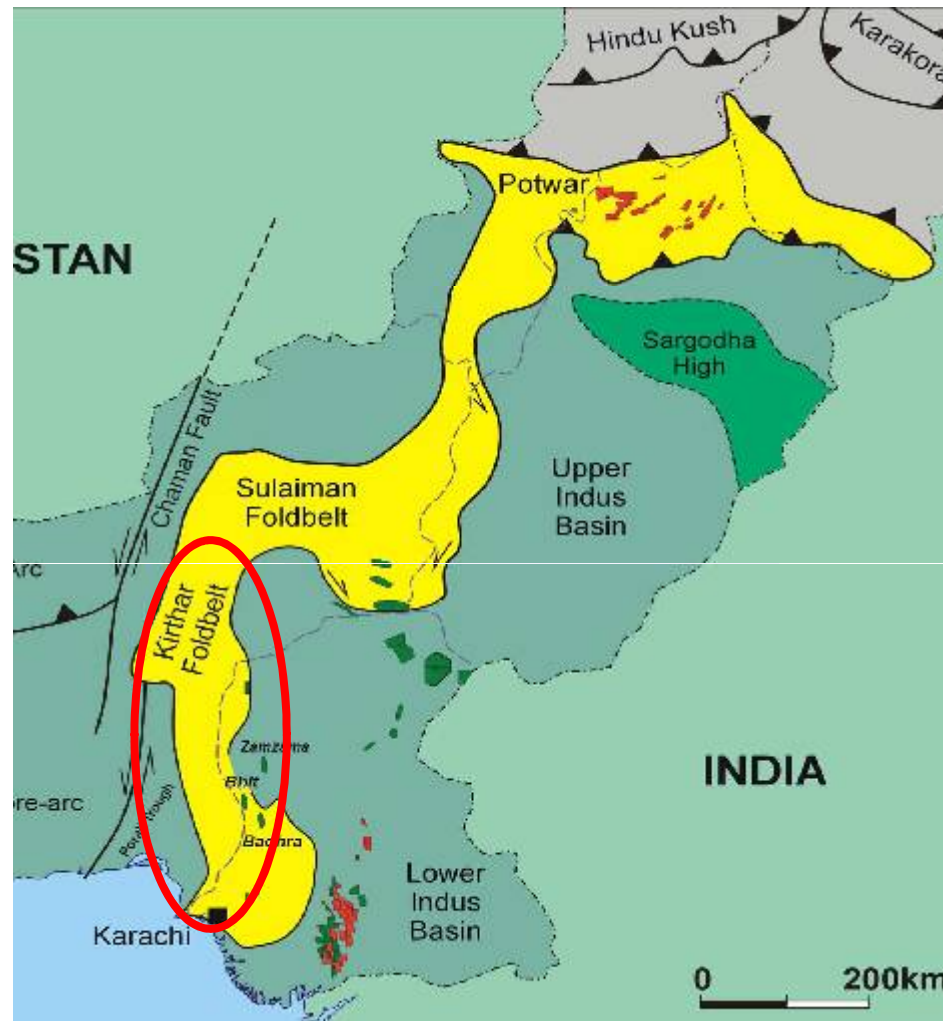 Hindu Kush
Karakora
Potwar
STAN
Sargodha
High
Chaman Fault
Upper
Indus
Basin
Sulaiman
Foldbelt
Arc
Kirthar
Foldbelt
Zamzama
INDIA
Bhit
ore-arc
Trough
Badhra
Lower
Indus
Basin
Karachi
0 200km